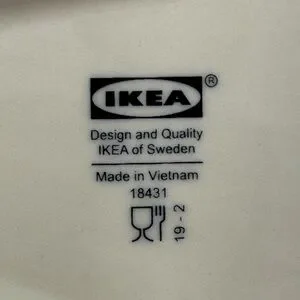 IKEA®
Design and Quality
IKEA of Sweden
Made in Vietnam
18431
19 - 2